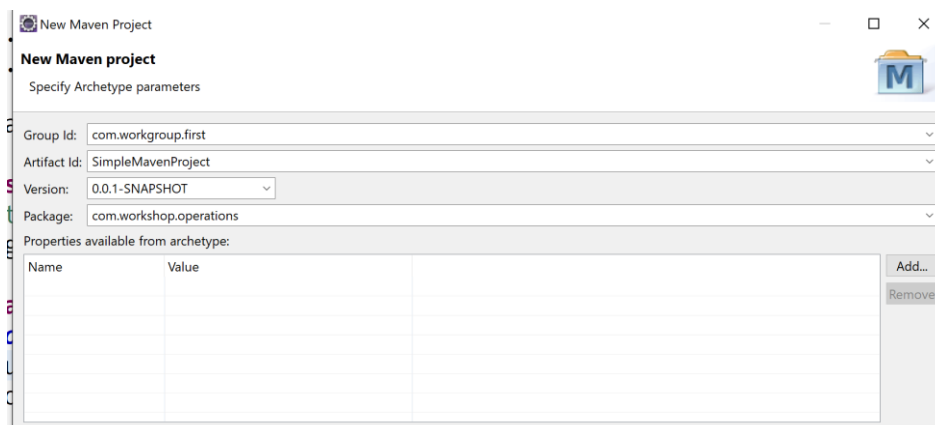 New Maven Project
New Maven project
Specify Archetype parameters
M
Group Id: com.workgroup.first
Artifact Id: SimpleMavenProject
Version: 0.0.1-SNAPSHOT
Package: com.workshop.operations
Properties available from archetype:
Name Value
Add...
Remove